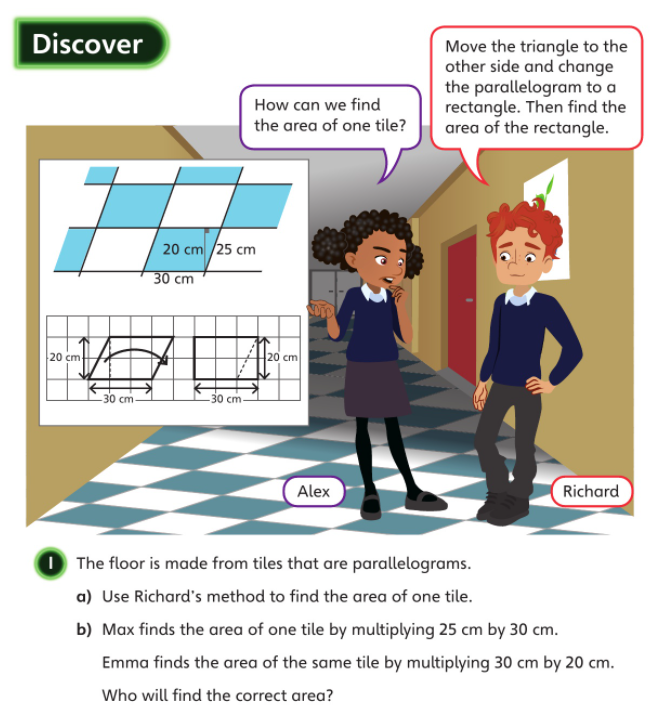 Discover
Move the triangle to the
other side and change
the parallelogram to a
rectangle. Then find the
area of the rectangle.
How can we find
the area of one tile?
20 cm
25 cm
30 cm
20 cm
20 cm
30 cm
30 cm
Alex
Richard
1 The floor is made from tiles that are parallelograms.
a) Use Richard's method to find the area of one tile.
b) Max finds the area of one tile by multiplying 25 cm by 30 cm.
Emma finds the area of the same tile by multiplying 30 cm by 20 cm.
Who will find the correct area?